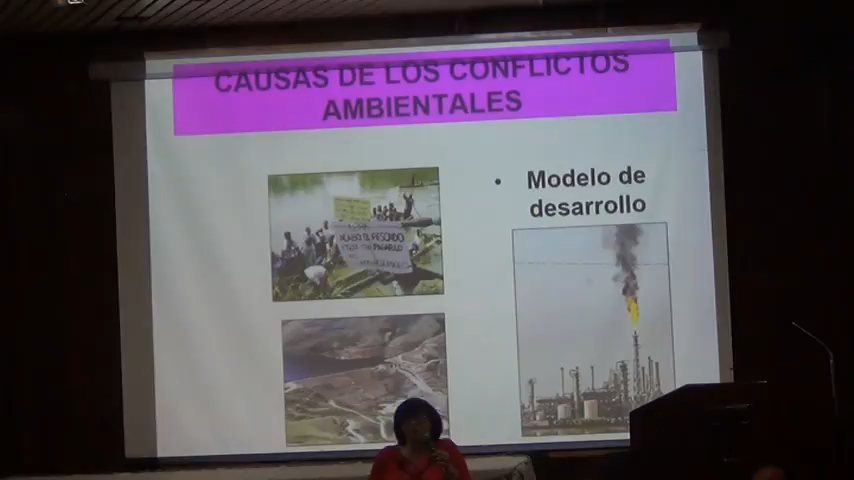 CAUSAS DE LOS CONFLICTOS
AMBIENTALES
• Modelo de
desarrollo